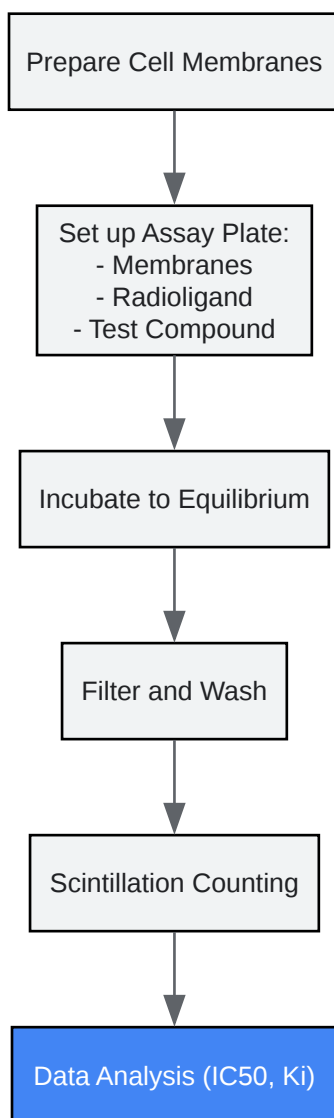 Prepare Cell Membranes
Set up Assay Plate:
- Membranes
- Radioligand
- Test Compound
Incubate to Equilibrium
Filter and Wash
Scintillation Counting
Data Analysis (IC50, Ki)